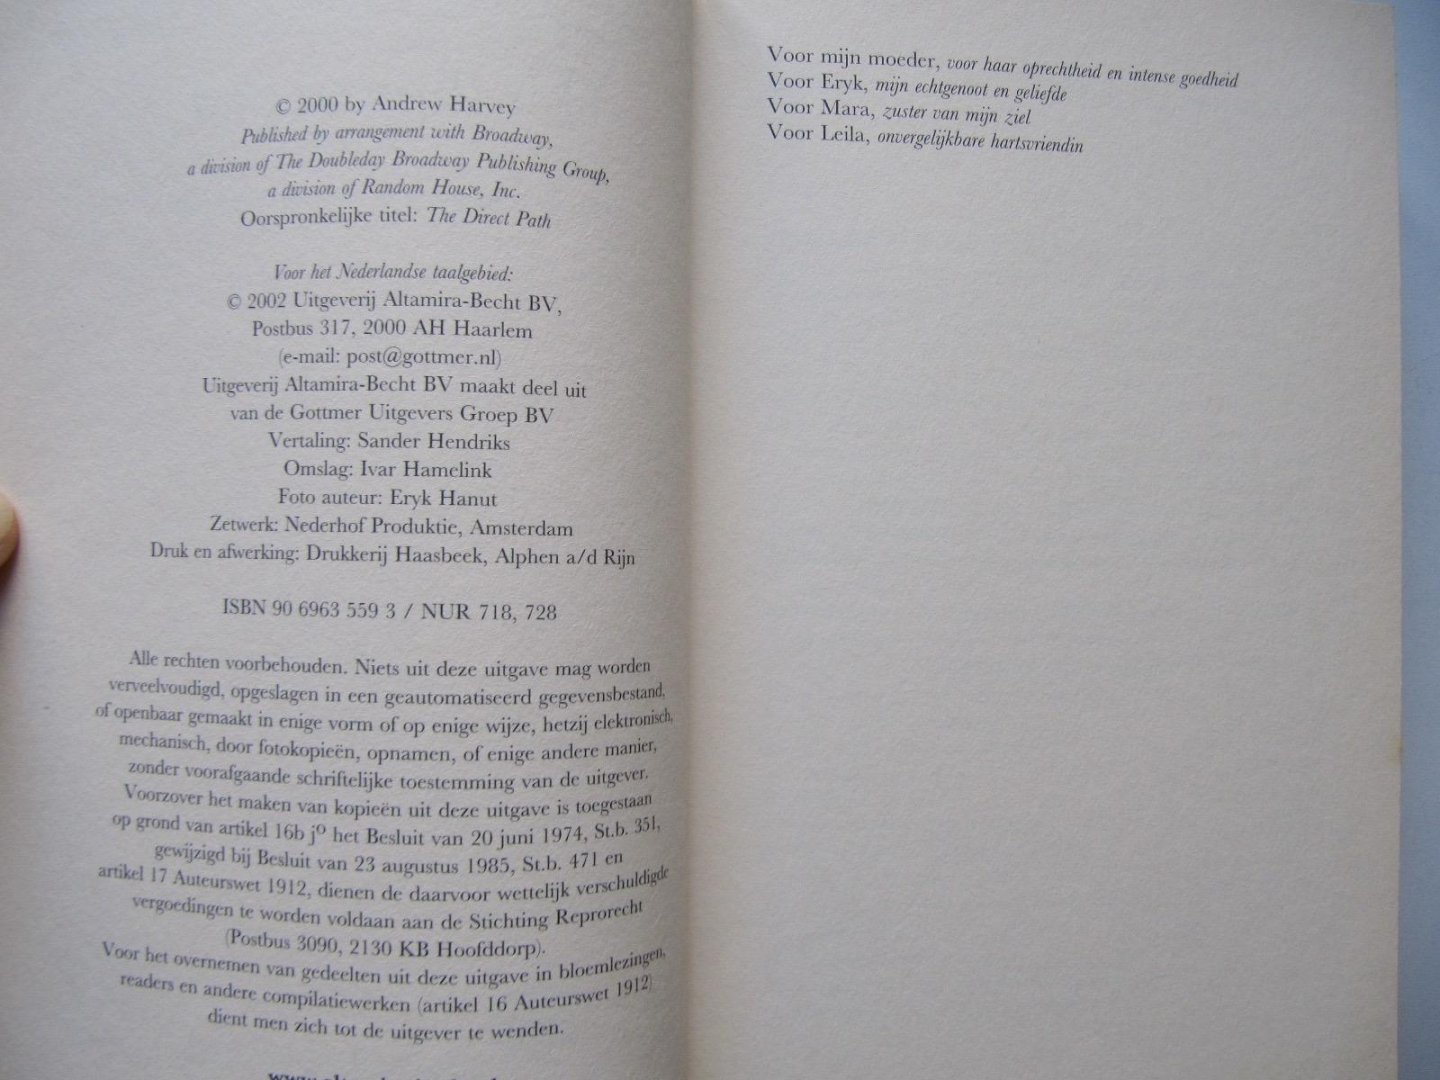 © 2000 by Andrew Harvey
Published by arrangement with Broadway,
a division of The Doubleday Broadway Publishing Group,
a division of Random House, Inc.
Oorspronkelijke titel: The Direct Path
Voor het Nederlandse taalgebied:
© 2002 Uitgeverij Altamira-Becht BV,
Postbus 317, 2000 AH Haarlem
(e-mail: post@gottmer.nl)
Uitgeverij Altamira-Becht BV maakt deel uit
van de Gottmer Uitgevers Groep BV
Vertaling: Sander Hendriks
Omslag: Ivar Hamelink
Foto auteur: Eryk Hanut
Zetwerk: Nederhof Produktie, Amsterdam
Druk en afwerking: Drukkerij Haasbeek, Alphen a/d Rijn
ISBN 90 6963 559 3 / NUR 718, 728
Alle rechten voorbehouden. Niets uit deze uitgave mag worden
verveelvoudigd, opgeslagen in een geautomatiseerd gegevensbestand,
of openbaar gemaakt in enige vorm of op enige wijze, hetzij elektronisch,
mechanisch, door fotokopieën, opnamen, of enige andere manier,
zonder voorafgaande schriftelijke toestemming van de uitgever.
Voorzover het maken van kopieën uit deze uitgave is toegestaan
op grond van artikel 16b jº het Besluit van 20 juni 1974, St.b. 351,
gewijzigd bij Besluit van 23 augustus 1985, St.b. 471 en
artikel 17 Auteurswet 1912, dienen de daarvoor wettelijk verschuldigde
vergoedingen te worden voldaan aan de Stichting Reprorecht
(Postbus 3090, 2130 KB Hoofddorp).
Voor het overnemen van gedeelten uit deze uitgave in bloemlezingen,
readers en andere compilatiewerken (artikel 16 Auteurswet 1912)
dient men zich tot de uitgever te wenden.
Voor mijn moeder, voor haar oprechtheid en intense goedheid
Voor Eryk, mijn echtgenoot en geliefde
Voor Mara, zuster van mijn ziel
Voor Leila, onvergelijkbare hartsvriendin